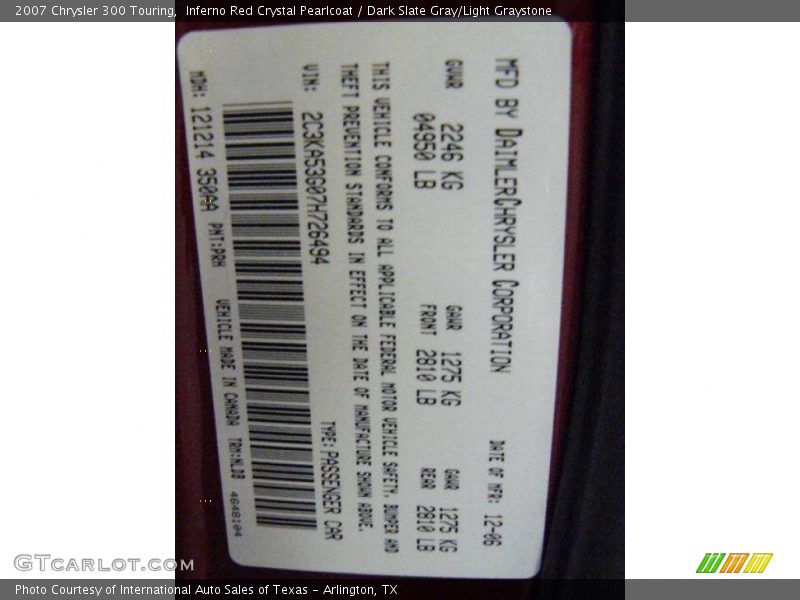 2007 Chrysler 300 Touring,  Inferno Red Crystal Pearlcoat / Dark Slate Gray/Light Graystone
MFD BY DAIMLERCHRYSLER CORPORATION DATE OF MFR: 12-06
GVWR 2246 KG GAWR 1275 KG GAWR 1275 KG
04950 LB FRONT 2810 LB REAR 2810 LB
THIS VEHICLE CONFORMS TO ALL APPLICABLE FEDERAL MOTOR VEHICLE SAFETY, BUMPER AND
THEFT PREVENTION STANDARDS IN EFFECT ON THE DATE OF MANUFACTURE SHOWN ABOVE.
VIN: 2C3KA53G07H726494 TYPE: PASSENGER CAR
MDH: 121214 350AA PNT:PRH VEHICLE MADE IN CANADA TRM:MLDB 4648104
GTcarlot.com
Photo Courtesy of International Auto Sales of Texas - Arlington, TX